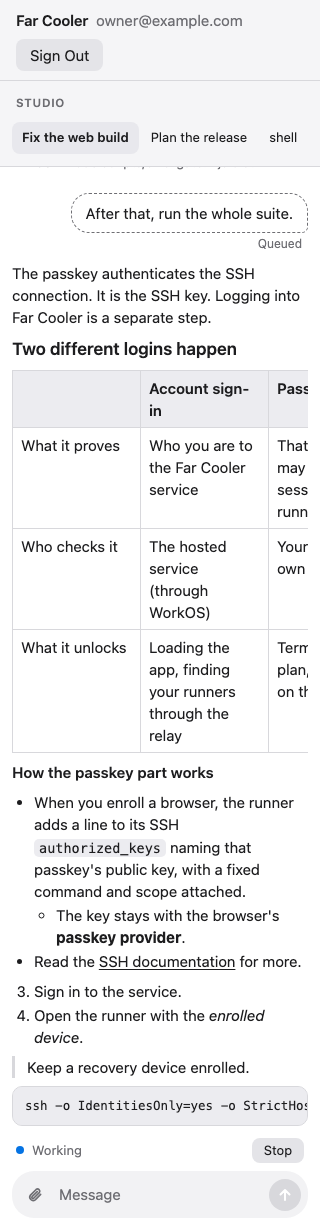 Far Cooler owner@example.com
Sign Out
STUDIO
Fix the web build Plan the release shell
After that, run the whole suite.
Queued
The passkey authenticates the SSH
connection. It is the SSH key. Logging into
Far Cooler is a separate step.
Two different logins happen
Account sign-
in
What it proves
Who you are to
the Far Cooler
service
That
may
Who checks it
The hosted
service
(through
WorkOS)
Your
own
What it unlocks
Loading the
app, finding
your runners
through the
relay
on
How the passkey part works
• When you enroll a browser, the runner
adds a line to its SSH
authorized_keys naming that
passkey's public key, with a fixed
command and scope attached.
◦ The key stays with the browser's
passkey provider.
• Read the SSH documentation for more.
3. Sign in to the service.
4. Open the runner with the enrolled
device.
Keep a recovery device enrolled.
ssh -o IdentitiesOnly=yes -o
Working Stop
Message